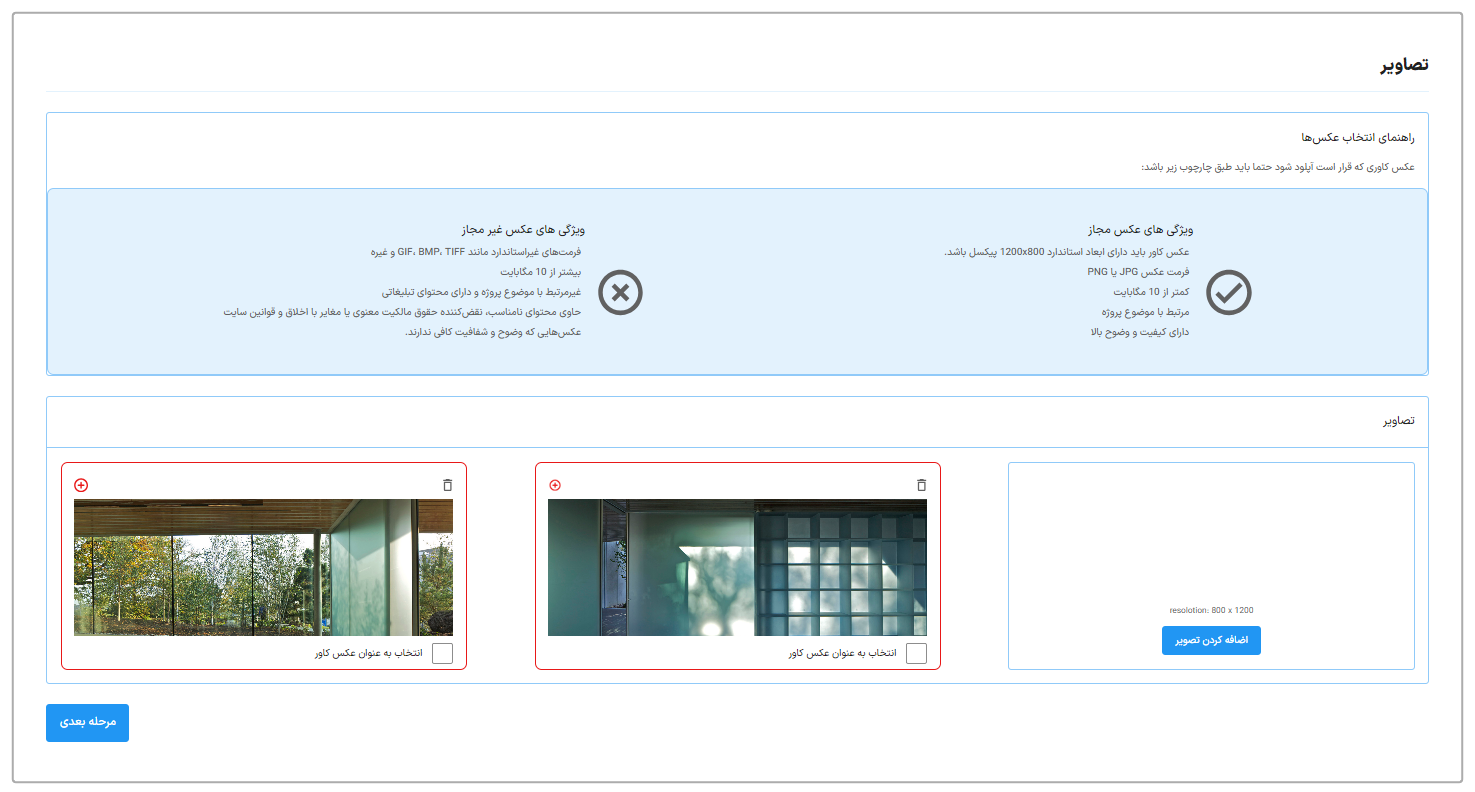 تصاویر
راهنمای انتخاب عکس‌ها
عکس کاوری که قرار است آپلود شود حتما باید طبق چارچوب زیر باشد:
ویژگی های عکس مجاز
عکس کاور باید دارای ابعاد استاندارد 1200x800 پیکسل باشد.
فرمت عکس JPG یا PNG
کمتر از 10 مگابایت
مرتبط با موضوع پروژه
دارای کیفیت و وضوح بالا
ویژگی های عکس غیر مجاز
فرمت‌های غیراستاندارد مانند GIF، BMP، TIFF و غیره
بیشتر از 10 مگابایت
غیرمرتبط با موضوع پروژه و دارای محتوای تبلیغاتی
حاوی محتوای نامناسب، نقض‌کننده حقوق مالکیت معنوی یا مغایر با اخلاق و قوانین سایت
عکس‌هایی که وضوح و شفافیت کافی ندارند.
تصاویر
resolotion: 800 x 1200
اضافه کردن تصویر
انتخاب به عنوان عکس کاور
انتخاب به عنوان عکس کاور
مرحله بعدی